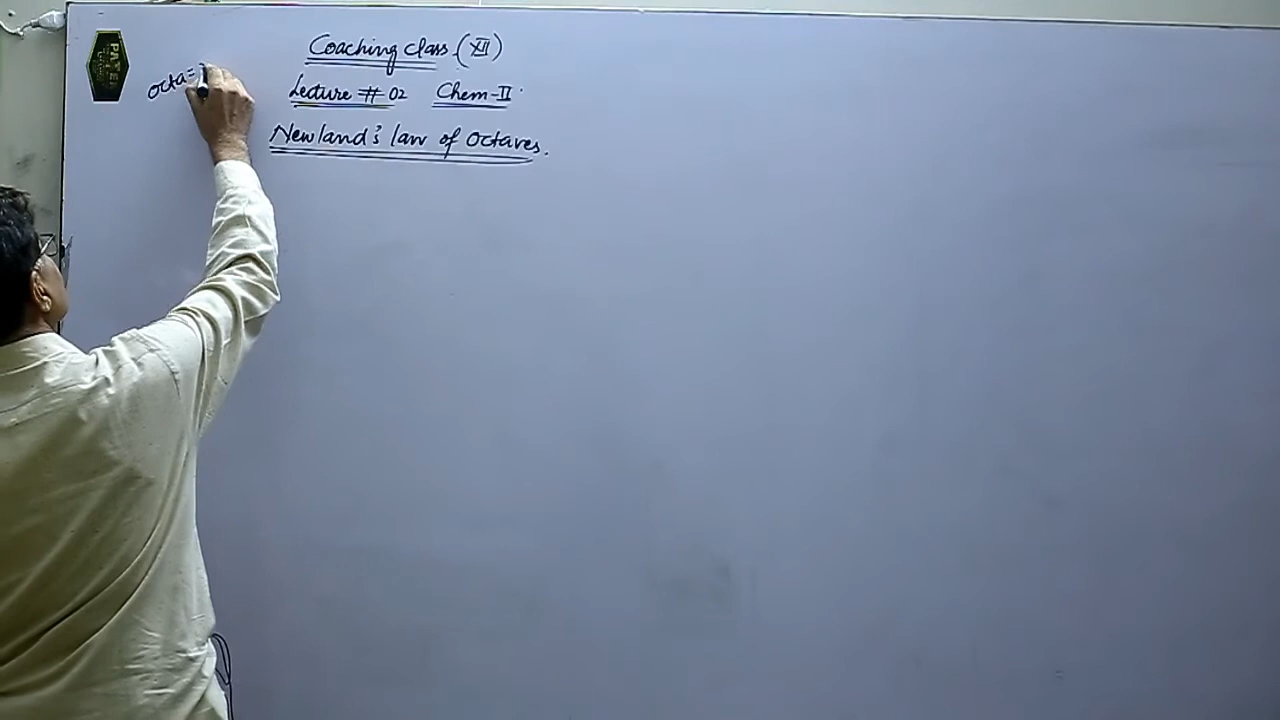 Coaching class (XII)
Octa=
Lecture # 02 Chem-II
Newland's law of Octaves.